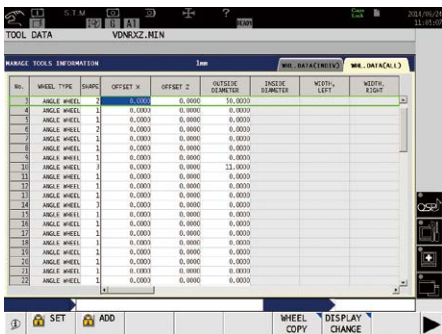 S.T.M
G A1
?
READY
2014/06/24
11:05:07
TOOL DATA VDNRXZ.MIN
MANAGE TOOLS INFORMATION 1mm WHL.DATA(INDIV) WHL.DATA(ALL)
No. WHEEL TYPE SHAPE OFFSET X OFFSET Z OUTSIDE DIAMETER INSIDE DIAMETER WIDTH, LEFT WIDTH, RIGHT
3 ANGLE WHEEL 2 0.0000 0.0000 50.0000
4 ANGLE WHEEL 1 0.0000 0.0000 0.0000
5 ANGLE WHEEL 1 0.0000 0.0000 0.0000
6 ANGLE WHEEL 2 0.0000 0.0000 0.0000
7 ANGLE WHEEL 1 0.0000 0.0000 0.0000
8 ANGLE WHEEL 1 0.0000 0.0000 0.0000
9 ANGLE WHEEL 1 0.0000 0.0000 0.0000
10 ANGLE WHEEL 3 0.0000 0.0000 11.0000
11 ANGLE WHEEL 1 0.0000 0.0000 0.0000
12 ANGLE WHEEL 1 0.0000 0.0000 0.0000
13 ANGLE WHEEL 1 0.0000 0.0000 0.0000
14 ANGLE WHEEL 3 0.0000 0.0000 0.0000
15 ANGLE WHEEL 1 0.0000 0.0000 0.0000
16 ANGLE WHEEL 1 0.0000 0.0000 0.0000
17 ANGLE WHEEL 1 0.0000 0.0000 0.0000
18 ANGLE WHEEL 1 0.0000 0.0000 0.0000
19 ANGLE WHEEL 1 0.0000 0.0000 0.0000
20 ANGLE WHEEL 1 0.0000 0.0000 0.0000
21 ANGLE WHEEL 1 0.0000 0.0000 0.0000
22 ANGLE WHEEL 1 0.0000 0.0000 0.0000
OSP
SET ADD WHEEL COPY DISPLAY CHANGE